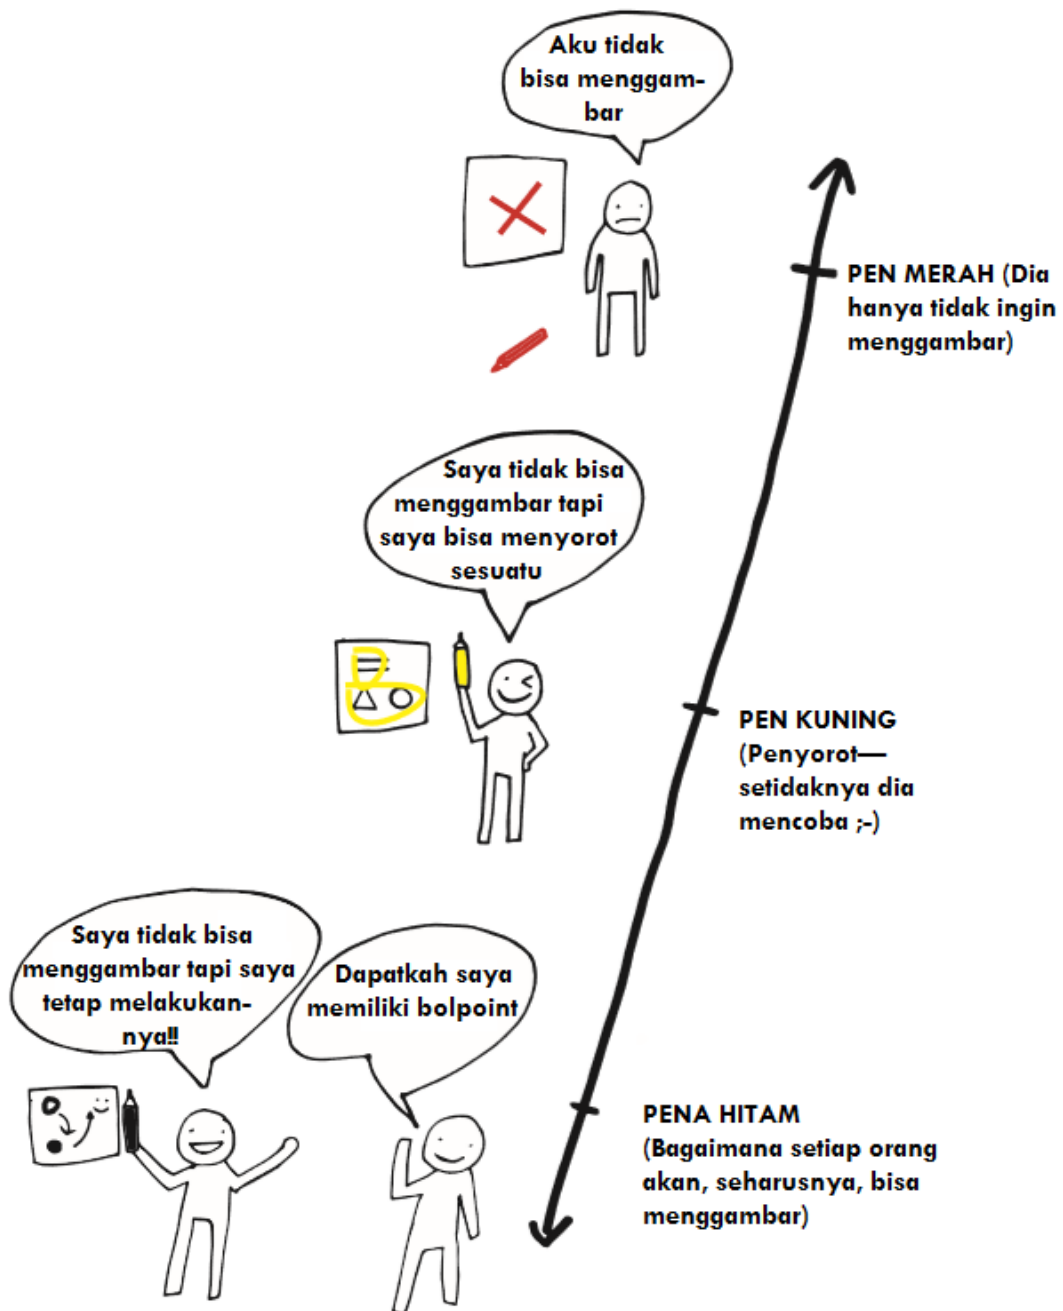 Aku tidak
bisa menggam-
bar
PEN MERAH (Dia
hanya tidak ingin
menggambar)
Saya tidak bisa
menggambar tapi
saya bisa menyorot
sesuatu
PEN KUNING
(Penyorot—
setidaknya dia
mencoba ;-)
Saya tidak bisa
menggambar tapi saya
tetap melakukan-
nya!!
Dapatkah saya
memiliki bolpoint
PENA HITAM
(Bagaimana setiap orang
akan, seharusnya, bisa
menggambar)